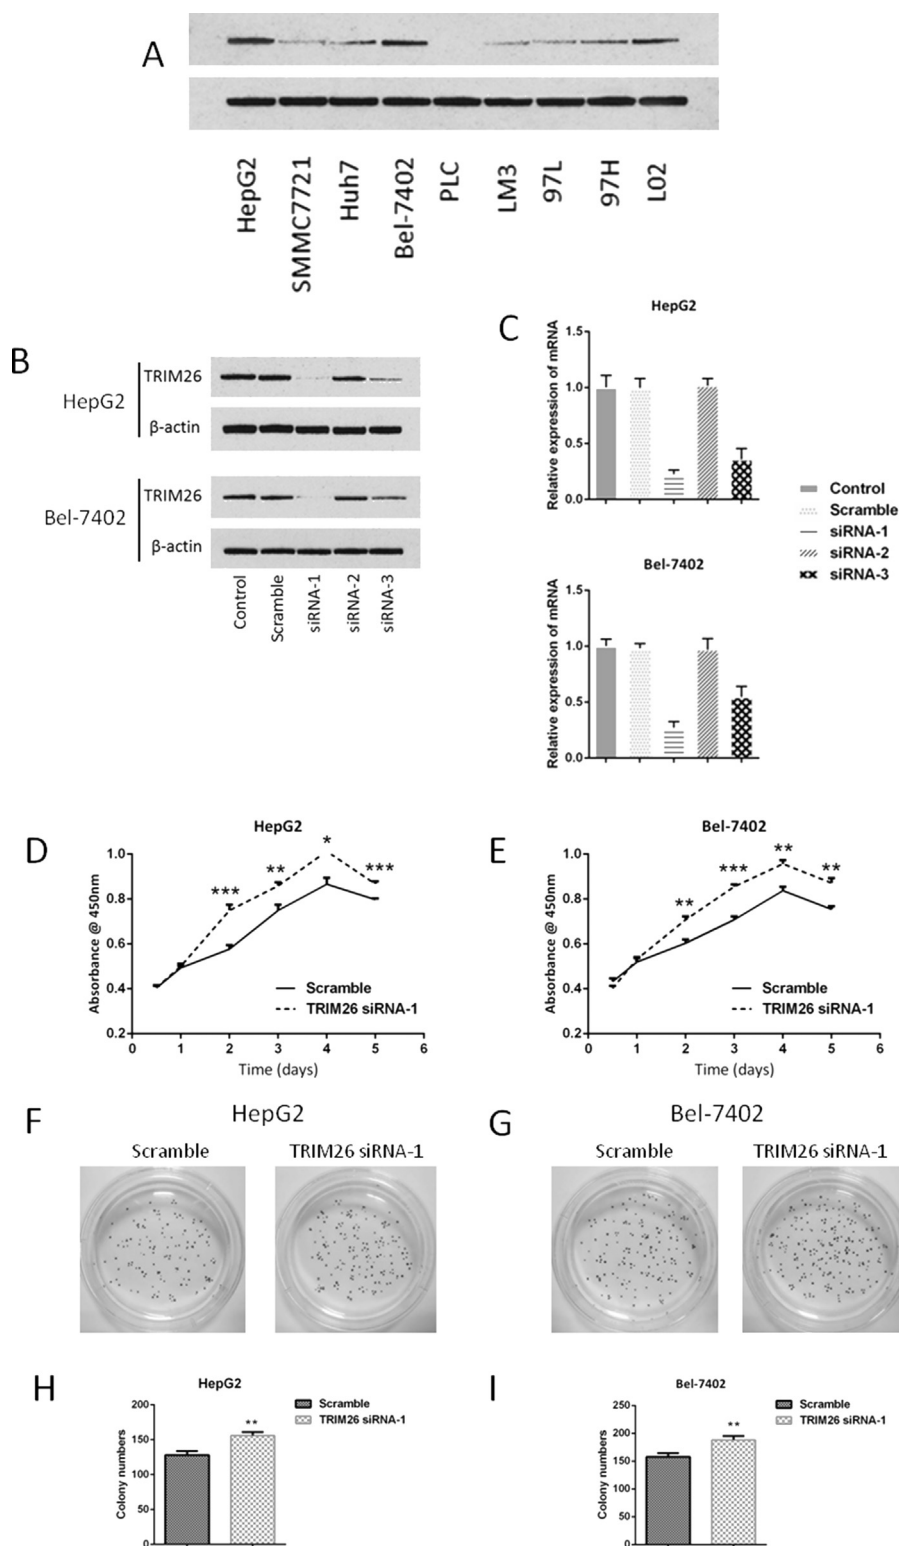 A
HepG2
SMMC7721
Huh7
Bel-7402
PLC
LM3
97L
97H
L02
B
HepG2
TRIM26
β-actin
Bel-7402
TRIM26
β-actin
Control
Scramble
siRNA-1
siRNA-2
siRNA-3
C
HepG2
Relative expression of mRNA
1.5
1.0
0.5
0.0
Control
Scramble
siRNA-1
siRNA-2
siRNA-3
Bel-7402
Relative expression of mRNA
1.5
1.0
0.5
0.0
D
HepG2
Absorbance @ 450nm
1.0
0.8
0.6
0.4
0.2
***
**
*
***
Scramble
TRIM26 siRNA-1
0 1 2 3 4 5 6
Time (days)
E
Bel-7402
Absorbance @ 450nm
1.0
0.8
0.6
0.4
0.2
**
***
**
**
Scramble
TRIM26 siRNA-1
0 1 2 3 4 5 6
Time (days)
F
HepG2
Scramble TRIM26 siRNA-1
G
Bel-7402
Scramble TRIM26 siRNA-1
H
HepG2
Colony numbers
200
150
100
50
0
**
Scramble
TRIM26 siRNA-1
I
Bel-7402
Colony numbers
250
200
150
100
50
0
**
Scramble
TRIM26 siRNA-1